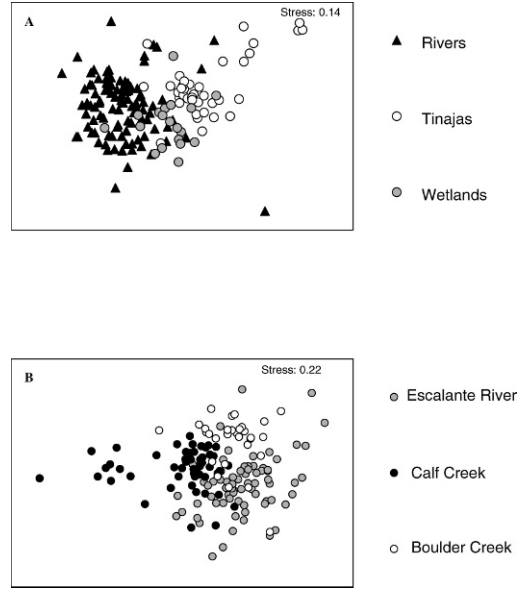 A
Stress: 0.14
Rivers
Tinajas
Wetlands
B
Stress: 0.22
Escalante River
Calf Creek
Boulder Creek